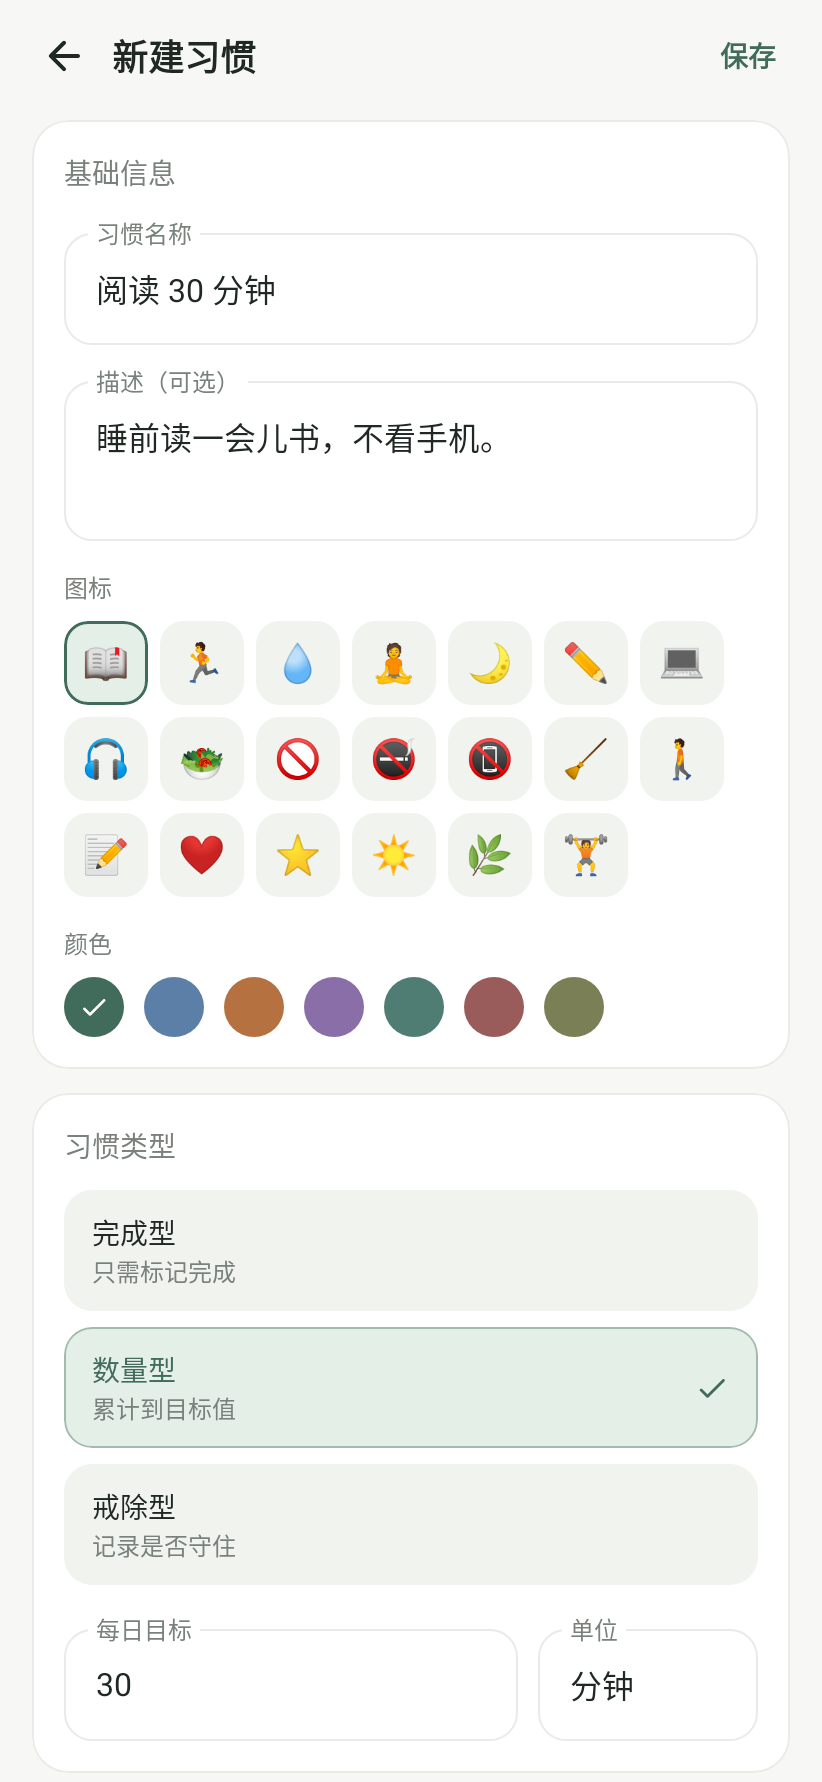 新建习惯
保存
基础信息
习惯名称
阅读 30 分钟
描述（可选）
睡前读一会儿书，不看手机。
图标
颜色
习惯类型
完成型
只需标记完成
数量型
累计到目标值
戒除型
记录是否守住
每日目标
单位
30
分钟